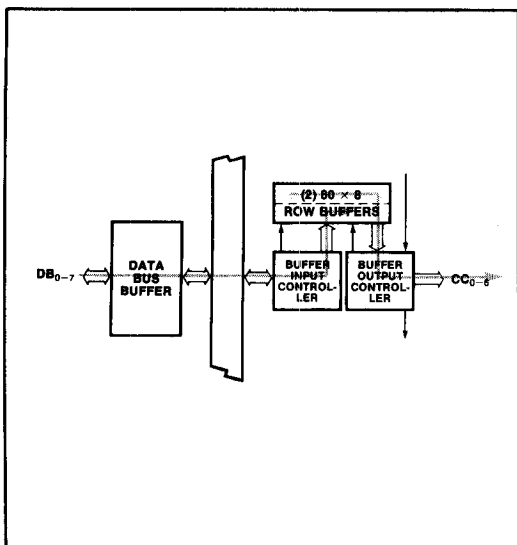 (2) 80 × 8
ROW BUFFERS
DB0–7
DATA
BUS
BUFFER
BUFFER
INPUT
CONTROL-
LER
BUFFER
OUTPUT
CONTROL-
LER
CC0–6